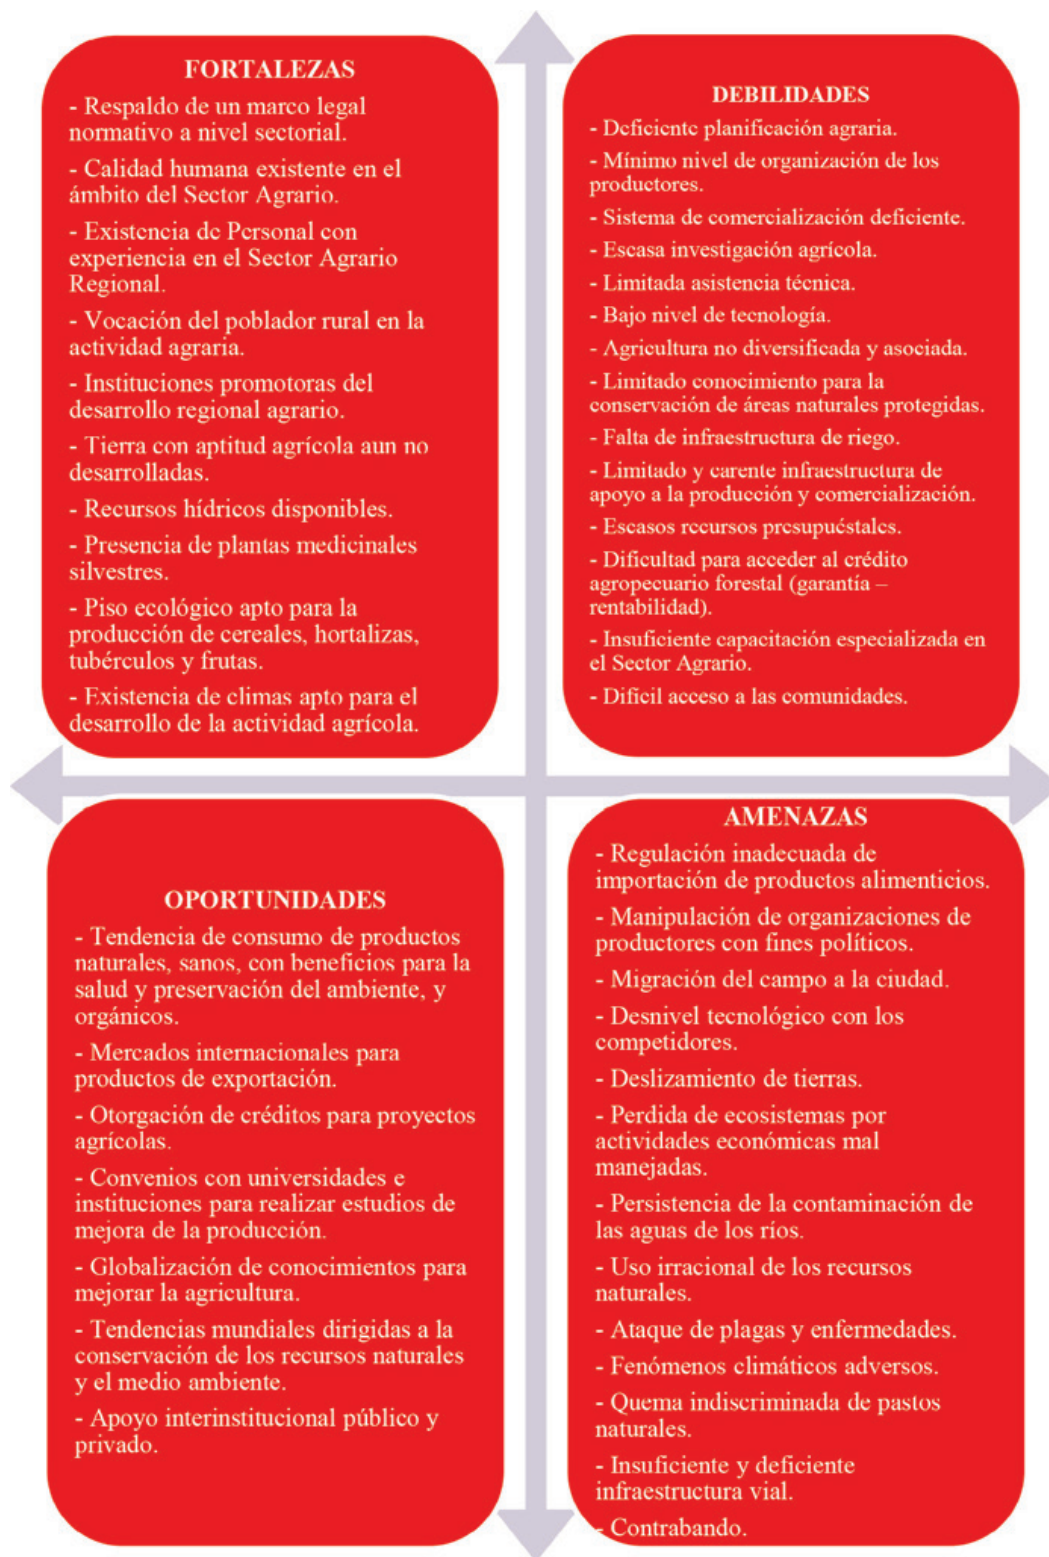 FORTALEZAS
- Respaldo de un marco legal
normativo a nivel sectorial.
- Calidad humana existente en el
ámbito del Sector Agrario.
- Existencia de Personal con
experiencia en el Sector Agrario
Regional.
- Vocación del poblador rural en la
actividad agraria.
- Instituciones promotoras del
desarrollo regional agrario.
- Tierra con aptitud agrícola aun no
desarrolladas.
- Recursos hídricos disponibles.
- Presencia de plantas medicinales
silvestres.
- Piso ecológico apto para la
producción de cereales, hortalizas,
tubérculos y frutas.
- Existencia de climas apto para el
desarrollo de la actividad agrícola.
DEBILIDADES
- Deficiente planificación agraria.
- Mínimo nivel de organización de los
productores.
- Sistema de comercialización deficiente.
- Escasa investigación agrícola.
- Limitada asistencia técnica.
- Bajo nivel de tecnología.
- Agricultura no diversificada y asociada.
- Limitado conocimiento para la
conservación de áreas naturales protegidas.
- Falta de infraestructura de riego.
- Limitado y carente infraestructura de
apoyo a la producción y comercialización.
- Escasos recursos presupuéstales.
- Dificultad para acceder al crédito
agropecuario forestal (garantía –
rentabilidad).
- Insuficiente capacitación especializada en
el Sector Agrario.
- Difícil acceso a las comunidades.
OPORTUNIDADES
- Tendencia de consumo de productos
naturales, sanos, con beneficios para la
salud y preservación del ambiente, y
orgánicos.
- Mercados internacionales para
productos de exportación.
- Otorgación de créditos para proyectos
agrícolas.
- Convenios con universidades e
instituciones para realizar estudios de
mejora de la producción.
- Globalización de conocimientos para
mejorar la agricultura.
- Tendencias mundiales dirigidas a la
conservación de los recursos naturales
y el medio ambiente.
- Apoyo interinstitucional público y
privado.
AMENAZAS
- Regulación inadecuada de
importación de productos alimenticios.
- Manipulación de organizaciones de
productores con fines políticos.
- Migración del campo a la ciudad.
- Desnivel tecnológico con los
competidores.
- Deslizamiento de tierras.
- Perdida de ecosistemas por
actividades económicas mal
manejadas.
- Persistencia de la contaminación de
las aguas de los ríos.
- Uso irracional de los recursos
naturales.
- Ataque de plagas y enfermedades.
- Fenómenos climáticos adversos.
- Quema indiscriminada de pastos
naturales.
- Insuficiente y deficiente
infraestructura vial.
- Contrabando.